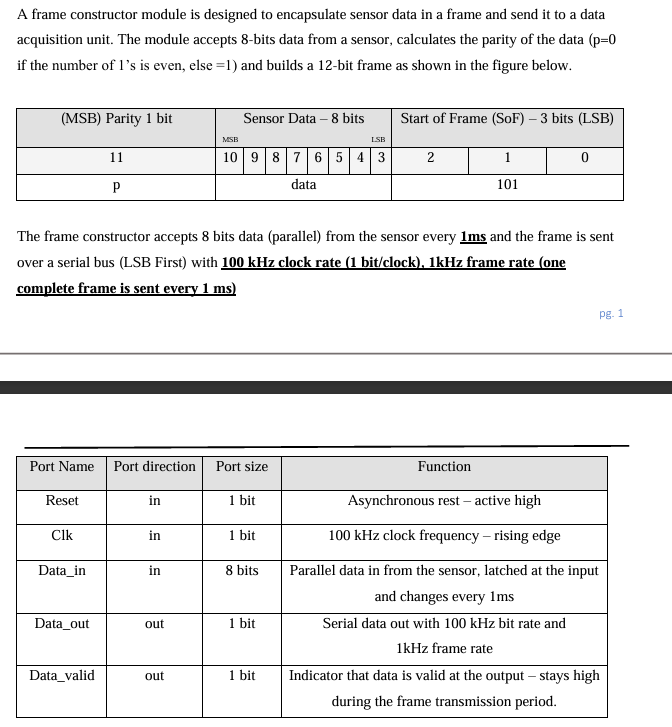 A frame constructor module is designed to encapsulate sensor data in a frame and send it to a data
acquisition unit. The module accepts 8-bits data from a sensor, calculates the parity of the data (p=0
if the number of 1’s is even, else =1) and builds a 12-bit frame as shown in the figure below.
(MSB) Parity 1 bit Sensor Data – 8 bits Start of Frame (SoF) – 3 bits (LSB)
MSB LSB
11 10 9 8 7 6 5 4 3 2 1 0
p data 101
The frame constructor accepts 8 bits data (parallel) from the sensor every 1ms and the frame is sent
over a serial bus (LSB First) with 100 kHz clock rate (1 bit/clock), 1kHz frame rate (one
complete frame is sent every 1 ms)
pg. 1
Port Name Port direction Port size Function
Reset in 1 bit Asynchronous rest – active high
Clk in 1 bit 100 kHz clock frequency – rising edge
Data_in in 8 bits Parallel data in from the sensor, latched at the input
and changes every 1ms
Data_out out 1 bit Serial data out with 100 kHz bit rate and
1kHz frame rate
Data_valid out 1 bit Indicator that data is valid at the output – stays high
during the frame transmission period.